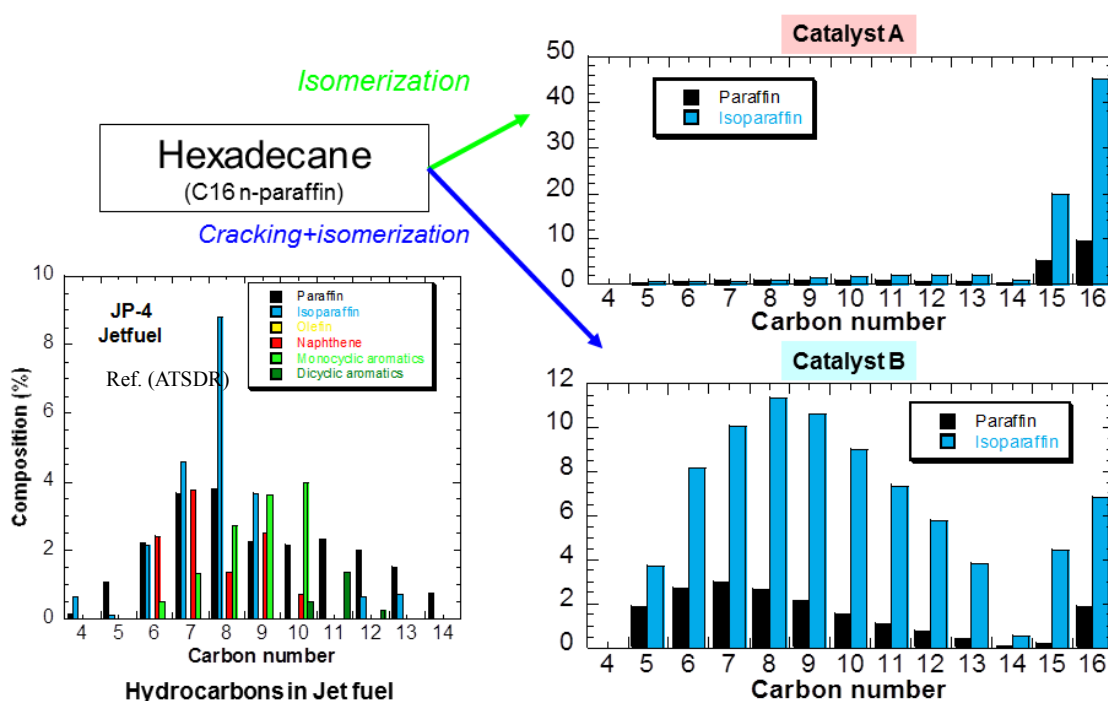 Isomerization
Hexadecane
(C16 n-paraffin)
Cracking+isomerization
Catalyst A
50
40
30
20
10
0
Paraffin
Isoparaffin
4 5 6 7 8 9 10 11 12 13 14 15 16
Carbon number
10
8
6
4
2
0
Composition (%)
JP-4
Jetfuel
Ref. (ATSDR)
Paraffin
Isoparaffin
Olefin
Naphthene
Monocyclic aromatics
Dicyclic aromatics
4 5 6 7 8 9 10 11 12 13 14
Carbon number
Hydrocarbons in Jet fuel
Catalyst B
12
10
8
6
4
2
0
Paraffin
Isoparaffin
4 5 6 7 8 9 10 11 12 13 14 15 16
Carbon number